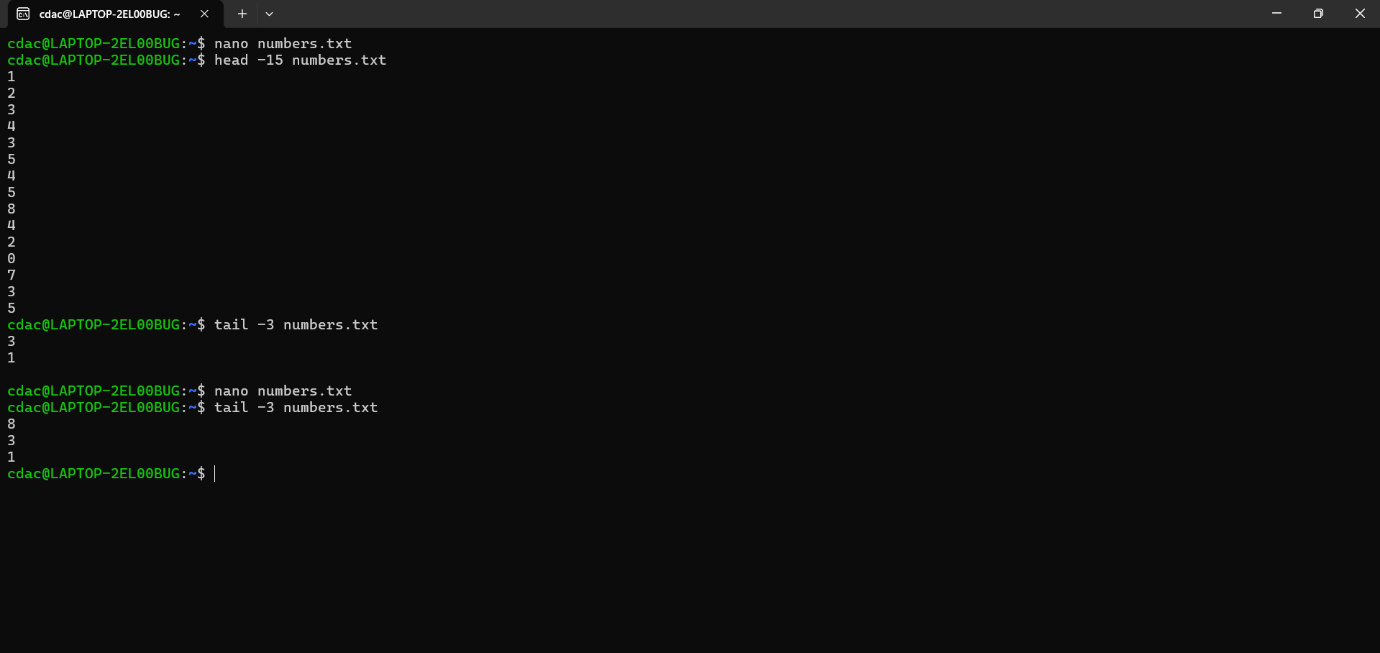 cdac@LAPTOP-2EL00BUG: ~
cdac@LAPTOP-2EL00BUG:~$ nano numbers.txt
cdac@LAPTOP-2EL00BUG:~$ head -15 numbers.txt
1
2
3
4
3
5
4
5
8
4
2
0
7
3
5
cdac@LAPTOP-2EL00BUG:~$ tail -3 numbers.txt
3
1

cdac@LAPTOP-2EL00BUG:~$ nano numbers.txt
cdac@LAPTOP-2EL00BUG:~$ tail -3 numbers.txt
8
3
1
cdac@LAPTOP-2EL00BUG:~$